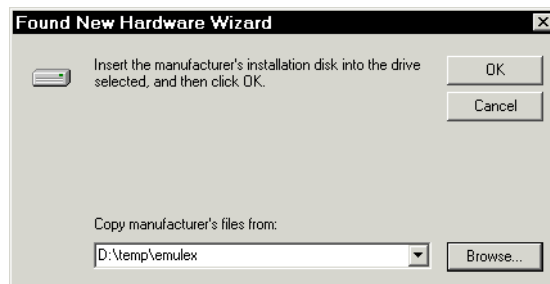 Found New Hardware Wizard
Insert the manufacturer's installation disk into the drive
selected, and then click OK.
OK
Cancel
Copy manufacturer's files from:
D:\temp\emulex
Browse...